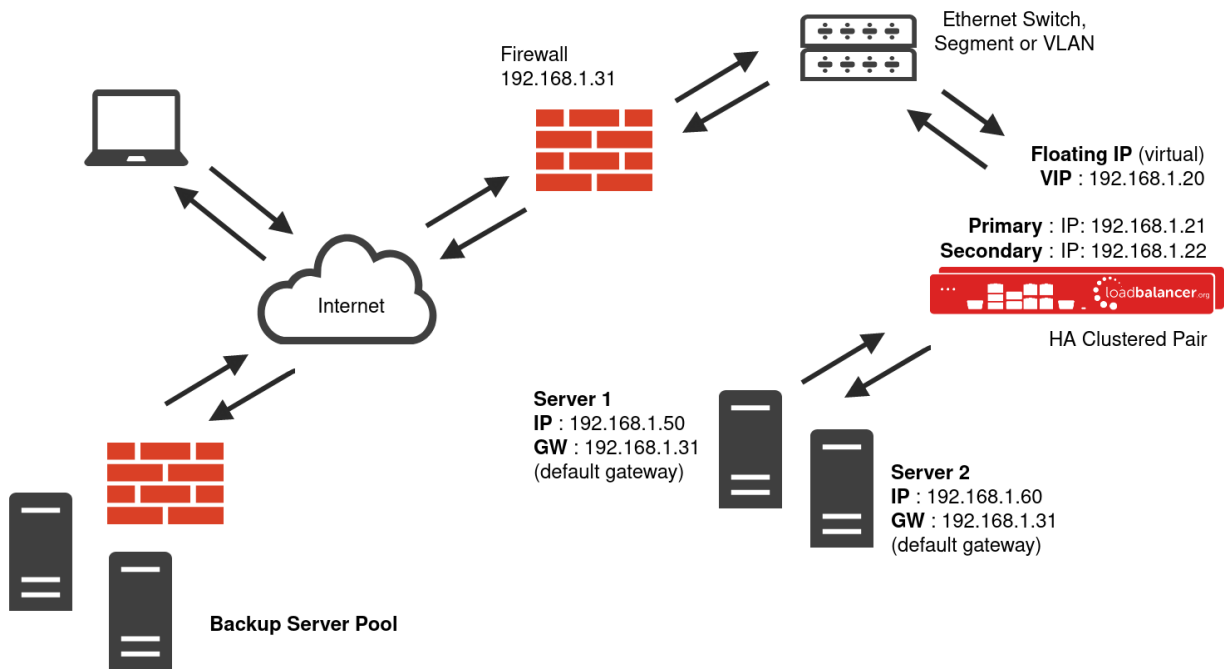 Ethernet Switch,
Segment or VLAN
Firewall
192.168.1.31
Floating IP (virtual)
VIP : 192.168.1.20
Primary : IP: 192.168.1.21
Secondary : IP: 192.168.1.22
loadbalancer.org
HA Clustered Pair
Internet
Server 1
IP : 192.168.1.50
GW : 192.168.1.31
(default gateway)
Server 2
IP : 192.168.1.60
GW : 192.168.1.31
(default gateway)
Backup Server Pool